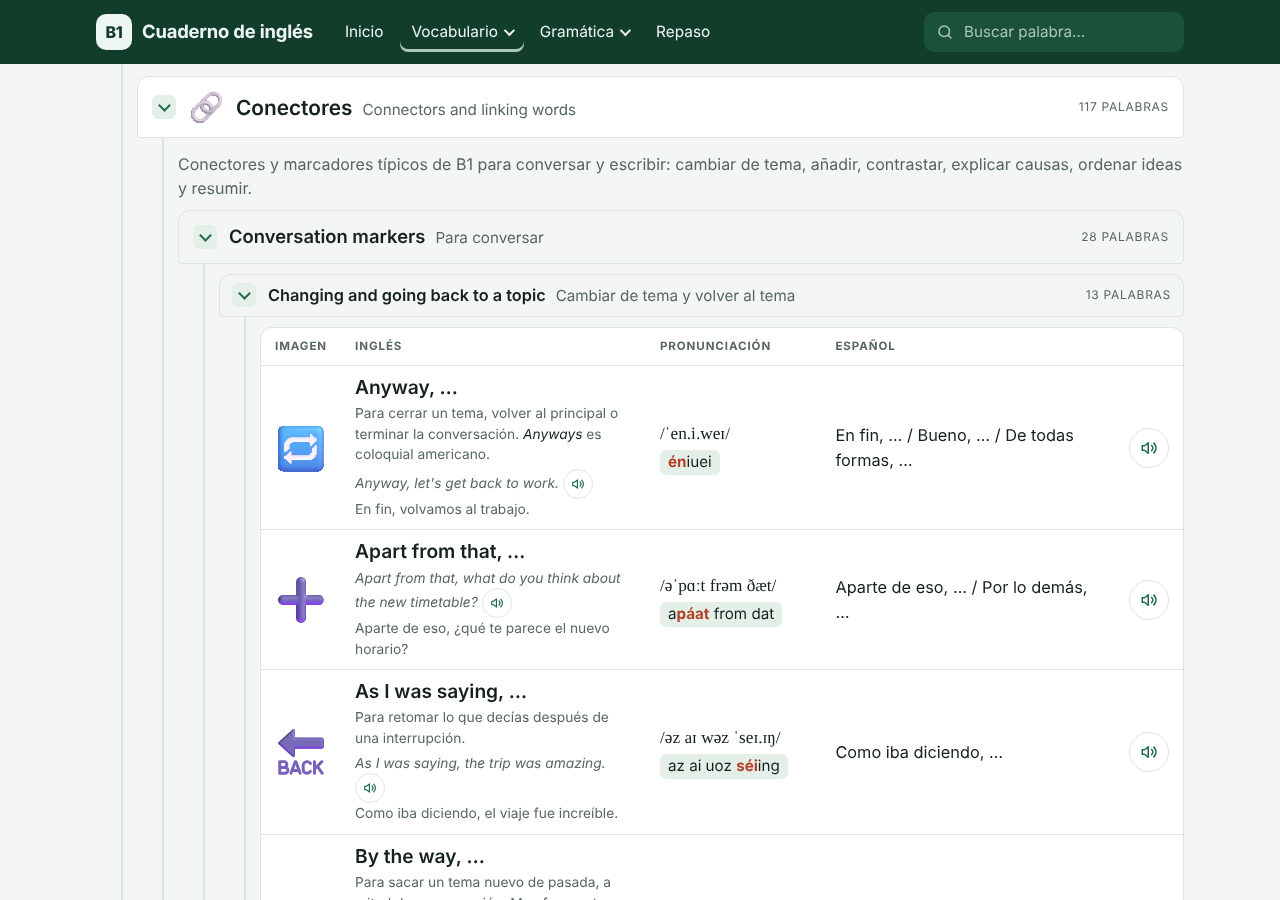 B1 Cuaderno de inglés Inicio Vocabulario Gramática Repaso Buscar palabra...
Conectores Connectors and linking words 117 PALABRAS
Conectores y marcadores típicos de B1 para conversar y escribir: cambiar de tema, añadir, contrastar, explicar causas, ordenar ideas
y resumir.
Conversation markers Para conversar 28 PALABRAS
Changing and going back to a topic Cambiar de tema y volver al tema 13 PALABRAS
IMAGEN INGLÉS PRONUNCIACIÓN ESPAÑOL
Anyway, ...
Para cerrar un tema, volver al principal o
terminar la conversación. Anyways es
coloquial americano.
Anyway, let's get back to work.
En fin, volvamos al trabajo.
/ˈen.i.weɪ/
éniuei
En fin, ... / Bueno, ... / De todas
formas, ...
Apart from that, ...
Apart from that, what do you think about
the new timetable?
Aparte de eso, ¿qué te parece el nuevo
horario?
/əˈpɑːt frəm ðæt/
apáat from dat
Aparte de eso, ... / Por lo demás,
...
BACK
As I was saying, ...
Para retomar lo que decías después de
una interrupción.
As I was saying, the trip was amazing.
Como iba diciendo, el viaje fue increíble.
/əz aɪ wəz ˈseɪ.ɪŋ/
az ai uoz séiing
Como iba diciendo, ...
By the way, ...
Para sacar un tema nuevo de pasada, a